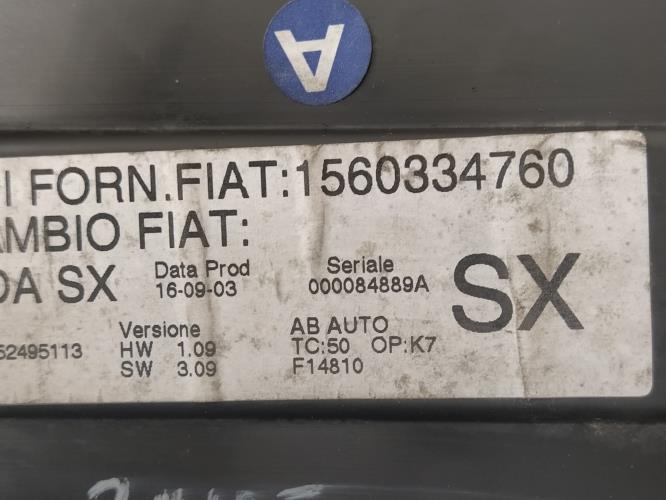 A
I FORN.FIAT:1560334760
AMBIO FIAT:
DA SX Data Prod 16-09-03 Seriale 000084889A SX
52495113 Versione HW 1.09 SW 3.09
AB AUTO TC:50 OP:K7 F14810